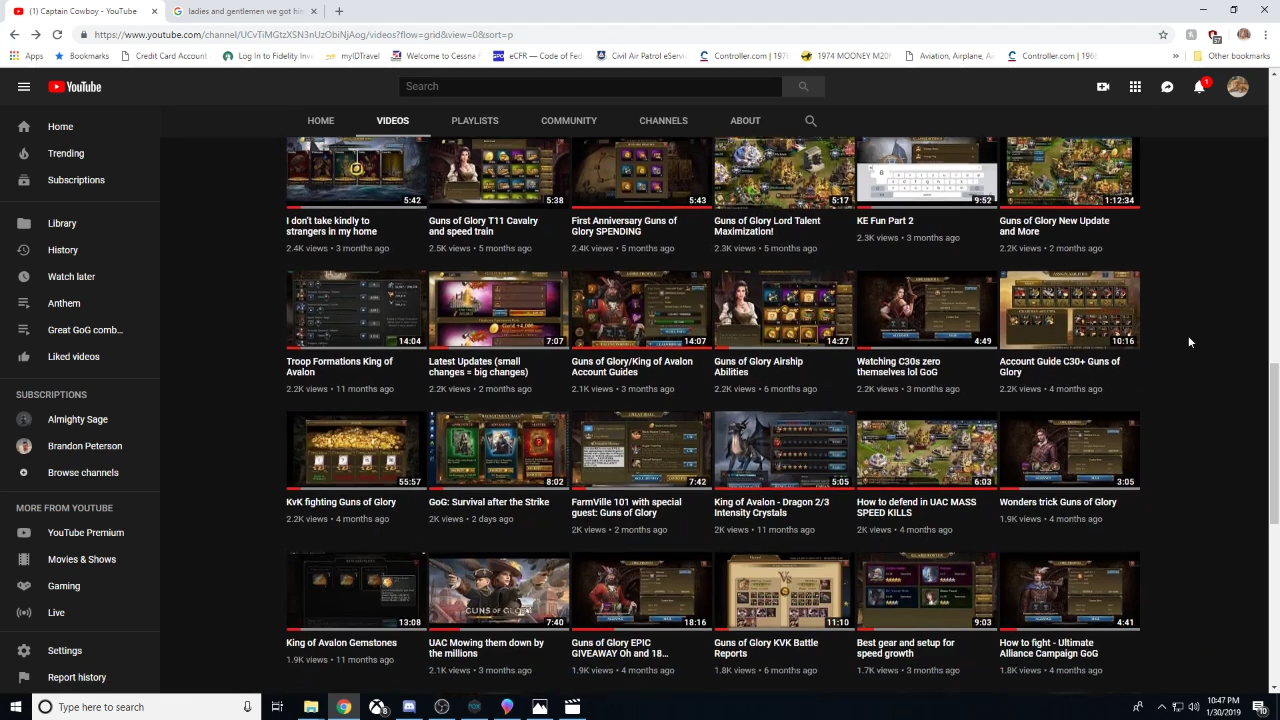 (1) Captain Cowboy - YouTube
ladies and gentlemen we got him
https://www.youtube.com/channel/UCvTiMGtzXSN3nUzObiNjAog/videos?flow=grid&view=0&sort=p
Apps Bookmarks Credit Card Account Log In to Fidelity Inv myIDTravel Welcome to Cessna eCFR — Code of Fede Civil Air Patrol eServi Controller.com | 197 1974 MOONEY M20F Aviation, Airplane, A Controller.com | 1968 Other bookmarks
YouTube
Search
1
HOME VIDEOS PLAYLISTS COMMUNITY CHANNELS ABOUT
Home
Trending
Subscriptions
Library
History
Watch later
Anthem
Great GoG comb...
Liked videos
SUBSCRIPTIONS
Almighty Sage
Brandon Peterson
Browse channels
MORE FROM YOUTUBE
YouTube Premium
Movies & Shows
Gaming
Live
Settings
Report history
5:42
I don't take kindly to
strangers in my home
2.4K views • 3 months ago
5:38
Guns of Glory T11 Cavalry
and speed train
2.5K views • 5 months ago
5:43
First Anniversary Guns of
Glory SPENDING
2.4K views • 5 months ago
5:17
Guns of Glory Lord Talent
Maximization!
2.3K views • 5 months ago
9:52
KE Fun Part 2
2.3K views • 3 months ago
1:12:34
Guns of Glory New Update
and More
2.2K views • 2 months ago
14:04
Troop Formations King of
Avalon
2.2K views • 11 months ago
7:07
Latest Updates (small
changes = big changes)
2.2K views • 2 months ago
14:07
Guns of Glory/King of Avalon
Account Guides
2.1K views • 3 months ago
14:27
Guns of Glory Airship
Abilities
2.2K views • 6 months ago
4:49
Watching C30s zero
themselves lol GoG
2.2K views • 3 months ago
10:16
Account Guide C30+ Guns of
Glory
2.2K views • 4 months ago
55:57
KvK fighting Guns of Glory
2.2K views • 4 months ago
8:02
GoG: Survival after the Strike
2K views • 2 days ago
7:42
FarmVille 101 with special
guest: Guns of Glory
2K views • 2 months ago
5:05
King of Avalon - Dragon 2/3
Intensity Crystals
2K views • 11 months ago
6:03
How to defend in UAC MASS
SPEED KILLS
2K views • 4 months ago
3:05
Wonders trick Guns of Glory
1.9K views • 4 months ago
13:08
King of Avalon Gemstones
1.9K views • 11 months ago
GUNS OF GLORY
7:40
UAC Mowing them down by
the millions
2.1K views • 3 months ago
18:16
Guns of Glory EPIC
GIVEAWAY Oh and 18...
1.9K views • 4 months ago
Vs
11:10
Guns of Glory KVK Battle
Reports
1.8K views • 6 months ago
9:03
Best gear and setup for
speed growth
1.7K views • 3 months ago
4:41
How to fight - Ultimate
Alliance Campaign GoG
1.8K views • 4 months ago
Type here to search
10:47 PM
1/30/2019